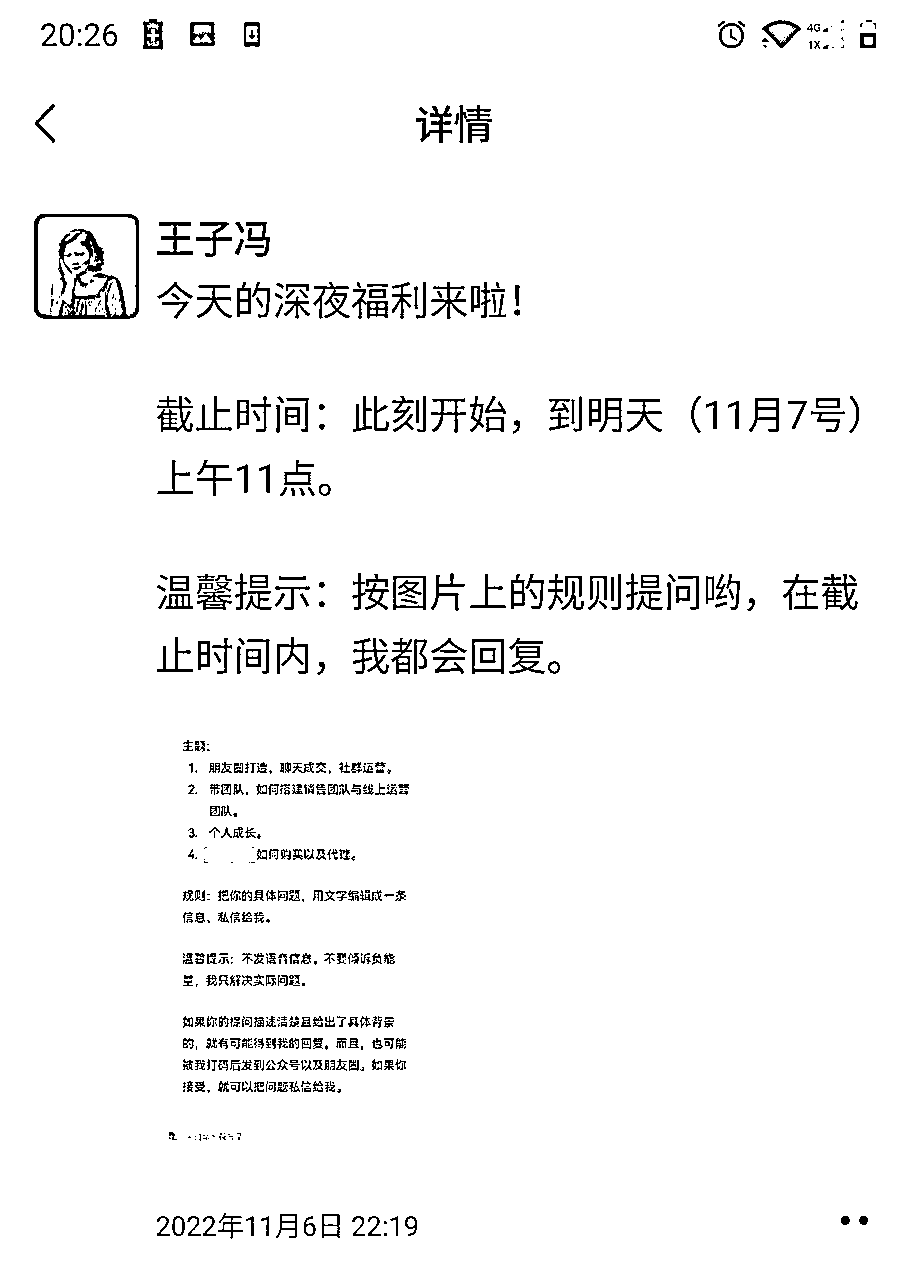 20:26
4G
1X
详情
王子冯
今天的深夜福利来啦！
截止时间：此刻开始，到明天（11月7号）
上午11点。
温馨提示：按图片上的规则提问哟，在截
止时间内，我都会回复。
主题：
1. 朋友圈打造，聊天成交，社群运营。
2. 带团队，如何搭建销售团队与线上运营
团队。
3. 个人成长。
4. 如何购买以及代理。
规则：把你的具体问题，用文字编辑成一条
信息、私信给我。
温馨提示：不发语音信息，不要倾诉负能
量，我只解决实际问题。
如果你的提问描述清楚且给出了具体背景
的，就有可能得到我的回复。而且，也可能
被我打码后发到公众号以及朋友圈。如果你
接受，就可以把问题私信给我。
2022年11月6日 22:19